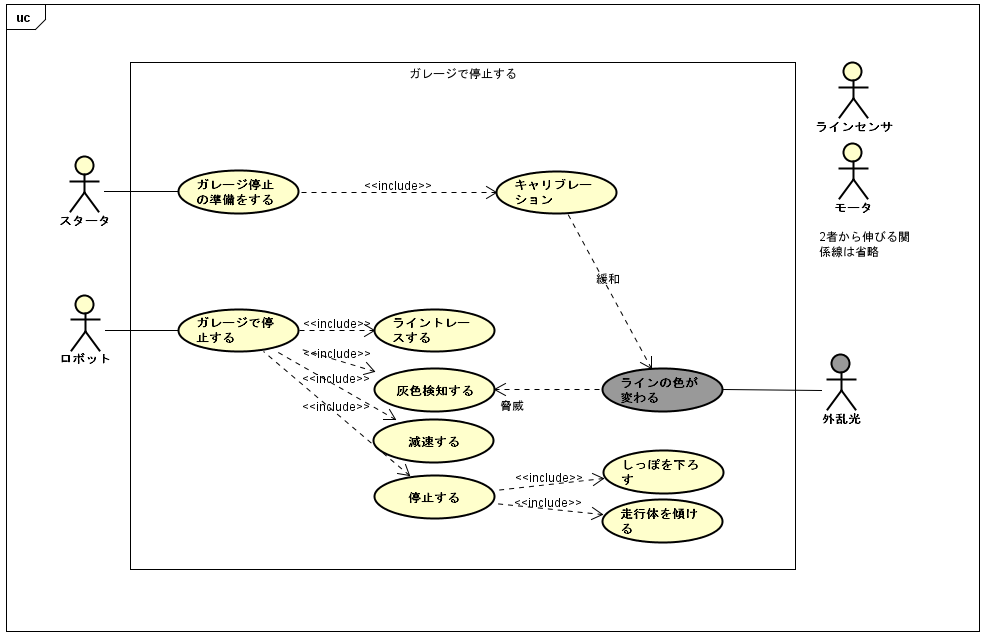 uc
ガレージで停止する
ラインセンサ
モータ
2者から伸びる関
係線は省略
スタータ
ガレージ停止
の準備をする
<<include>>
キャリブレー
ション
緩和
ロボット
ガレージで停
止する
<<include>>
ライントレー
スする
<<include>>
灰色検知する
<<include>>
減速する
<<include>>
停止する
脅威
ラインの色が
変わる
外乱光
<<include>>
しっぽを下ろ
す
<<include>>
走行体を傾け
る